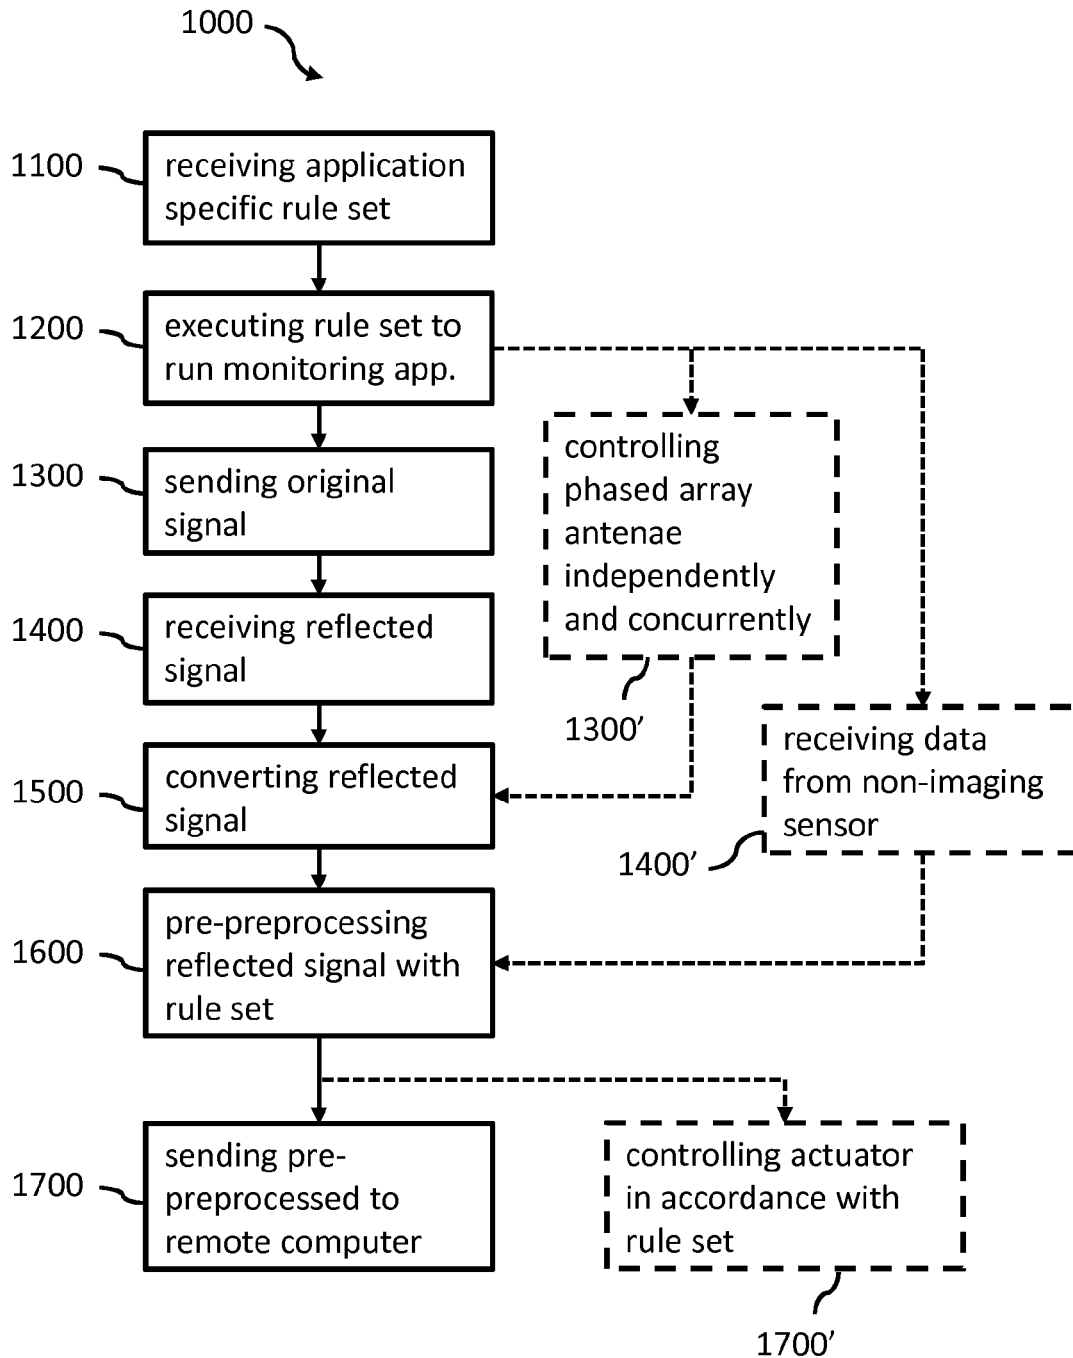 1000
1100
receiving application
specific rule set
1200
executing rule set to
run monitoring app.
1300
sending original
signal
controlling
phased array
antenae
independently
and concurrently
1300’
1400
receiving reflected
signal
receiving data
from non-imaging
sensor
1400’
1500
converting reflected
signal
1600
pre-preprocessing
reflected signal with
rule set
1700
sending pre-
preprocessed to
remote computer
controlling actuator
in accordance with
rule set
1700’